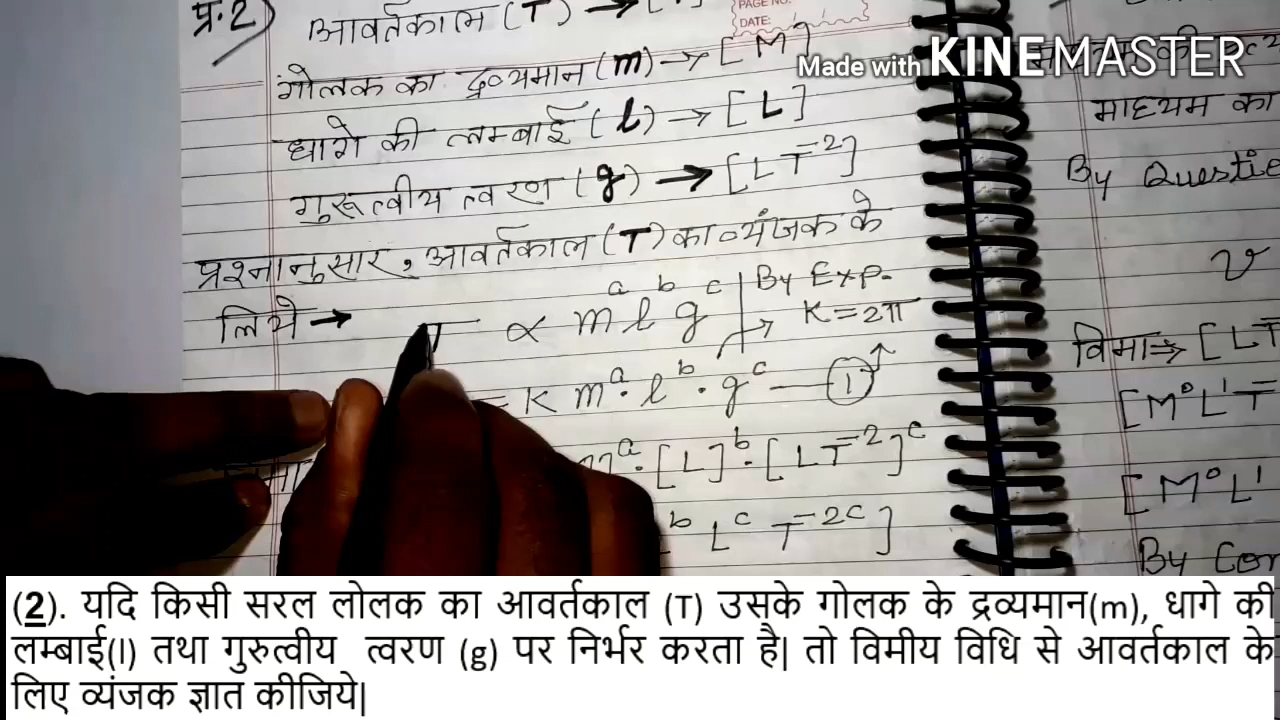 प्र.2) आवर्तकाल (T) →
PAGE NO.
DATE: / /
गोलक का द्रव्यमान (m) → [M]
Made with KINEMASTER
धागे की लम्बाई (l) → [L]
गुरूत्वीय त्वरण (g) → [LT⁻²]
प्रश्नानुसार, आवर्तकाल (T) का व्यंजक के
लिये → T ∝ mᵃ lᵇ gᶜ | By Exp.
→ K = 2π
= K mᵃ. lᵇ. gᶜ — (1)
ᵃ. [L]ᵇ. [LT⁻²]ᶜ
ᵇ Lᶜ T⁻²ᶜ]
c²
माध्यम का
By Questio
v
विमा⇒ [LT⁻
[M⁰L¹T⁻
[M⁰L¹
By Com
(2). यदि किसी सरल लोलक का आवर्तकाल (T) उसके गोलक के द्रव्यमान(m), धागे की
लम्बाई(l) तथा गुरुत्वीय त्वरण (g) पर निर्भर करता है| तो विमीय विधि से आवर्तकाल के
लिए व्यंजक ज्ञात कीजिये|